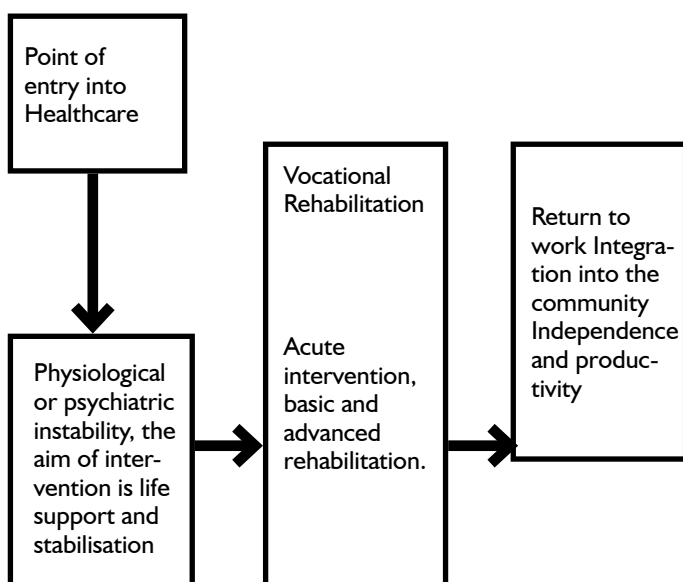 Point of
entry into
Healthcare
Physiological
or psychiatric
instability, the
aim of inter-
vention is life
support and
stabilisation
Vocational
Rehabilitation
Acute
intervention,
basic and
advanced
rehabilitation.
Return to
work Integra-
tion into the
community
Independence
and produc-
tivity